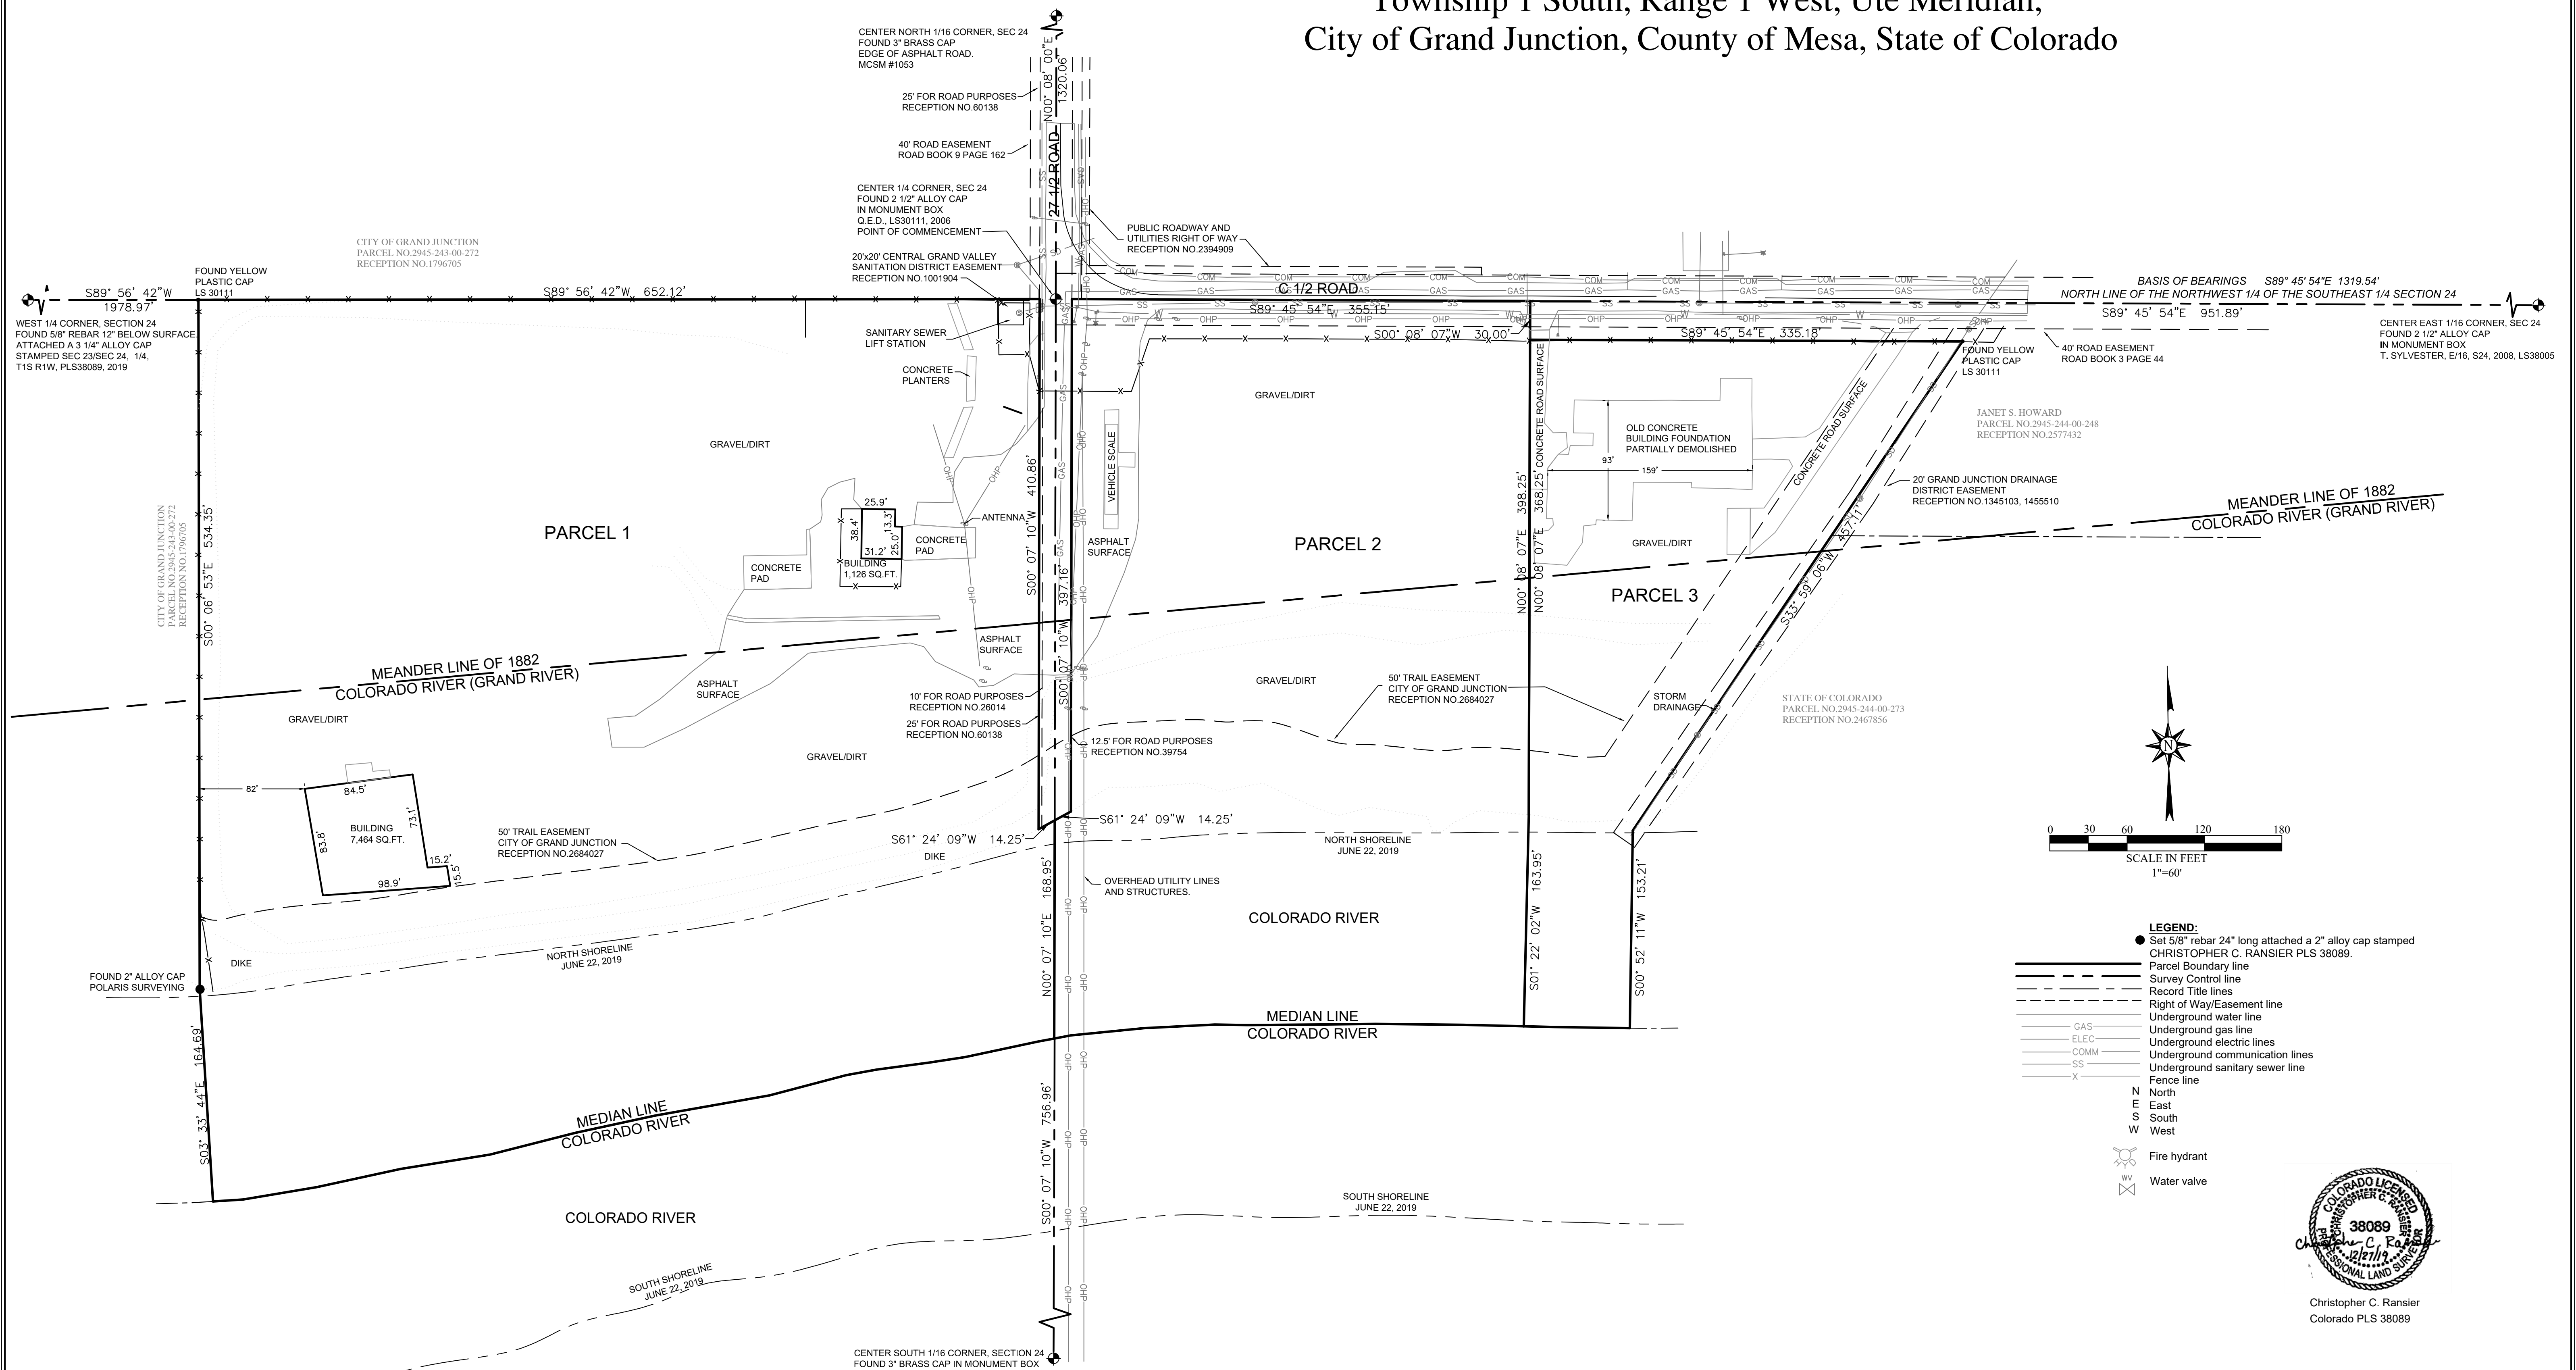 Township 1 South, Range 1 West, Ute Meridian,
City of Grand Junction, County of Mesa, State of Colorado
CENTER NORTH 1/16 CORNER, SEC 24
FOUND 3" BRASS CAP
EDGE OF ASPHALT ROAD.
MCSM #1053
N00° 08' 00"E
1320.06'
25' FOR ROAD PURPOSES
RECEPTION NO.60138
40' ROAD EASEMENT
ROAD BOOK 9 PAGE 162
27 1/2 ROAD
CENTER 1/4 CORNER, SEC 24
FOUND 2 1/2" ALLOY CAP
IN MONUMENT BOX
Q.E.D., LS30111, 2006
POINT OF COMMENCEMENT
PUBLIC ROADWAY AND
UTILITIES RIGHT OF WAY
RECEPTION NO.2394909
20'x20' CENTRAL GRAND VALLEY
SANITATION DISTRICT EASEMENT
RECEPTION NO.1001904
CITY OF GRAND JUNCTION
PARCEL NO.2945-243-00-272
RECEPTION NO.1796705
FOUND YELLOW
PLASTIC CAP
LS 30111
S89° 56' 42"W
1978.97'
S89° 56' 42"W 652.12'
WEST 1/4 CORNER, SECTION 24
FOUND 5/8" REBAR 12" BELOW SURFACE
ATTACHED A 3 1/4" ALLOY CAP
STAMPED SEC 23/SEC 24, 1/4,
T1S R1W, PLS38089, 2019
C 1/2 ROAD
S89° 45' 54"E 355.15'
S00° 08' 07"W 30.00'
S89° 45' 54"E 335.18'
BASIS OF BEARINGS S89° 45' 54"E 1319.54'
NORTH LINE OF THE NORTHWEST 1/4 OF THE SOUTHEAST 1/4 SECTION 24
S89° 45' 54"E 951.89'
CENTER EAST 1/16 CORNER, SEC 24
FOUND 2 1/2" ALLOY CAP
IN MONUMENT BOX
T. SYLVESTER, E/16, S24, 2008, LS38005
40' ROAD EASEMENT
ROAD BOOK 3 PAGE 44
FOUND YELLOW
PLASTIC CAP
LS 30111
SANITARY SEWER
LIFT STATION
CONCRETE
PLANTERS
GRAVEL/DIRT
GRAVEL/DIRT
JANET S. HOWARD
PARCEL NO.2945-244-00-248
RECEPTION NO.2577432
OLD CONCRETE
BUILDING FOUNDATION
PARTIALLY DEMOLISHED
93'
159'
CONCRETE ROAD SURFACE
CONCRETE ROAD SURFACE
VEHICLE SCALE
20' GRAND JUNCTION DRAINAGE
DISTRICT EASEMENT
RECEPTION NO.1345103, 1455510
MEANDER LINE OF 1882
COLORADO RIVER (GRAND RIVER)
CITY OF GRAND JUNCTION
PARCEL NO.2945-243-00-272
RECEPTION NO.1796705
S00° 06' 53"E 534.35'
PARCEL 1
25.9'
13.3'
38.4'
25.0'
31.2'
BUILDING
1,126 SQ.FT.
CONCRETE
PAD
CONCRETE
PAD
ANTENNA
S00° 07' 10"W 410.86'
S00° 07' 10"W 397.16'
ASPHALT
SURFACE
PARCEL 2
N00° 08' 07"E 398.25'
N00° 08' 07"E 368.25'
GRAVEL/DIRT
PARCEL 3
S33° 59' 06"W 457.11'
MEANDER LINE OF 1882
COLORADO RIVER (GRAND RIVER)
GRAVEL/DIRT
ASPHALT
SURFACE
ASPHALT
SURFACE
10' FOR ROAD PURPOSES
RECEPTION NO.26014
25' FOR ROAD PURPOSES
RECEPTION NO.60138
12.5' FOR ROAD PURPOSES
RECEPTION NO.39754
GRAVEL/DIRT
GRAVEL/DIRT
50' TRAIL EASEMENT
CITY OF GRAND JUNCTION
RECEPTION NO.2684027
STORM
DRAINAGE
STATE OF COLORADO
PARCEL NO.2945-244-00-273
RECEPTION NO.2467856
82'
84.5'
73.1'
83.8'
15.2'
15.5'
98.9'
BUILDING
7,464 SQ.FT.
50' TRAIL EASEMENT
CITY OF GRAND JUNCTION
RECEPTION NO.2684027
S61° 24' 09"W 14.25'
S61° 24' 09"W 14.25'
DIKE
NORTH SHORELINE
JUNE 22, 2019
N
0 30 60 120 180
SCALE IN FEET
1"=60'
N00° 07' 10"E 168.95'
OVERHEAD UTILITY LINES
AND STRUCTURES.
COLORADO RIVER
S01° 22' 02"W 163.95'
S00° 52' 11"W 153.21'
NORTH SHORELINE
JUNE 22, 2019
DIKE
FOUND 2" ALLOY CAP
POLARIS SURVEYING
S03° 33' 44"E 164.69'
MEDIAN LINE
COLORADO RIVER
MEDIAN LINE
COLORADO RIVER
S00° 07' 10"W 756.96'
COLORADO RIVER
SOUTH SHORELINE
JUNE 22, 2019
SOUTH SHORELINE
JUNE 22, 2019
CENTER SOUTH 1/16 CORNER, SECTION 24
FOUND 3" BRASS CAP IN MONUMENT BOX
LEGEND:
Set 5/8" rebar 24" long attached a 2" alloy cap stamped
CHRISTOPHER C. RANSIER PLS 38089.
Parcel Boundary line
Survey Control line
Record Title lines
Right of Way/Easement line
Underground water line
GAS Underground gas line
ELEC Underground electric lines
COMM Underground communication lines
SS Underground sanitary sewer line
X Fence line
N North
E East
S South
W West
Fire hydrant
WV Water valve
COLORADO LICENSED
CHRISTOPHER C. RANSIER
38089
Christopher C. Ransier
12/27/19
PROFESSIONAL LAND SURVEYOR
Christopher C. Ransier
Colorado PLS 38089